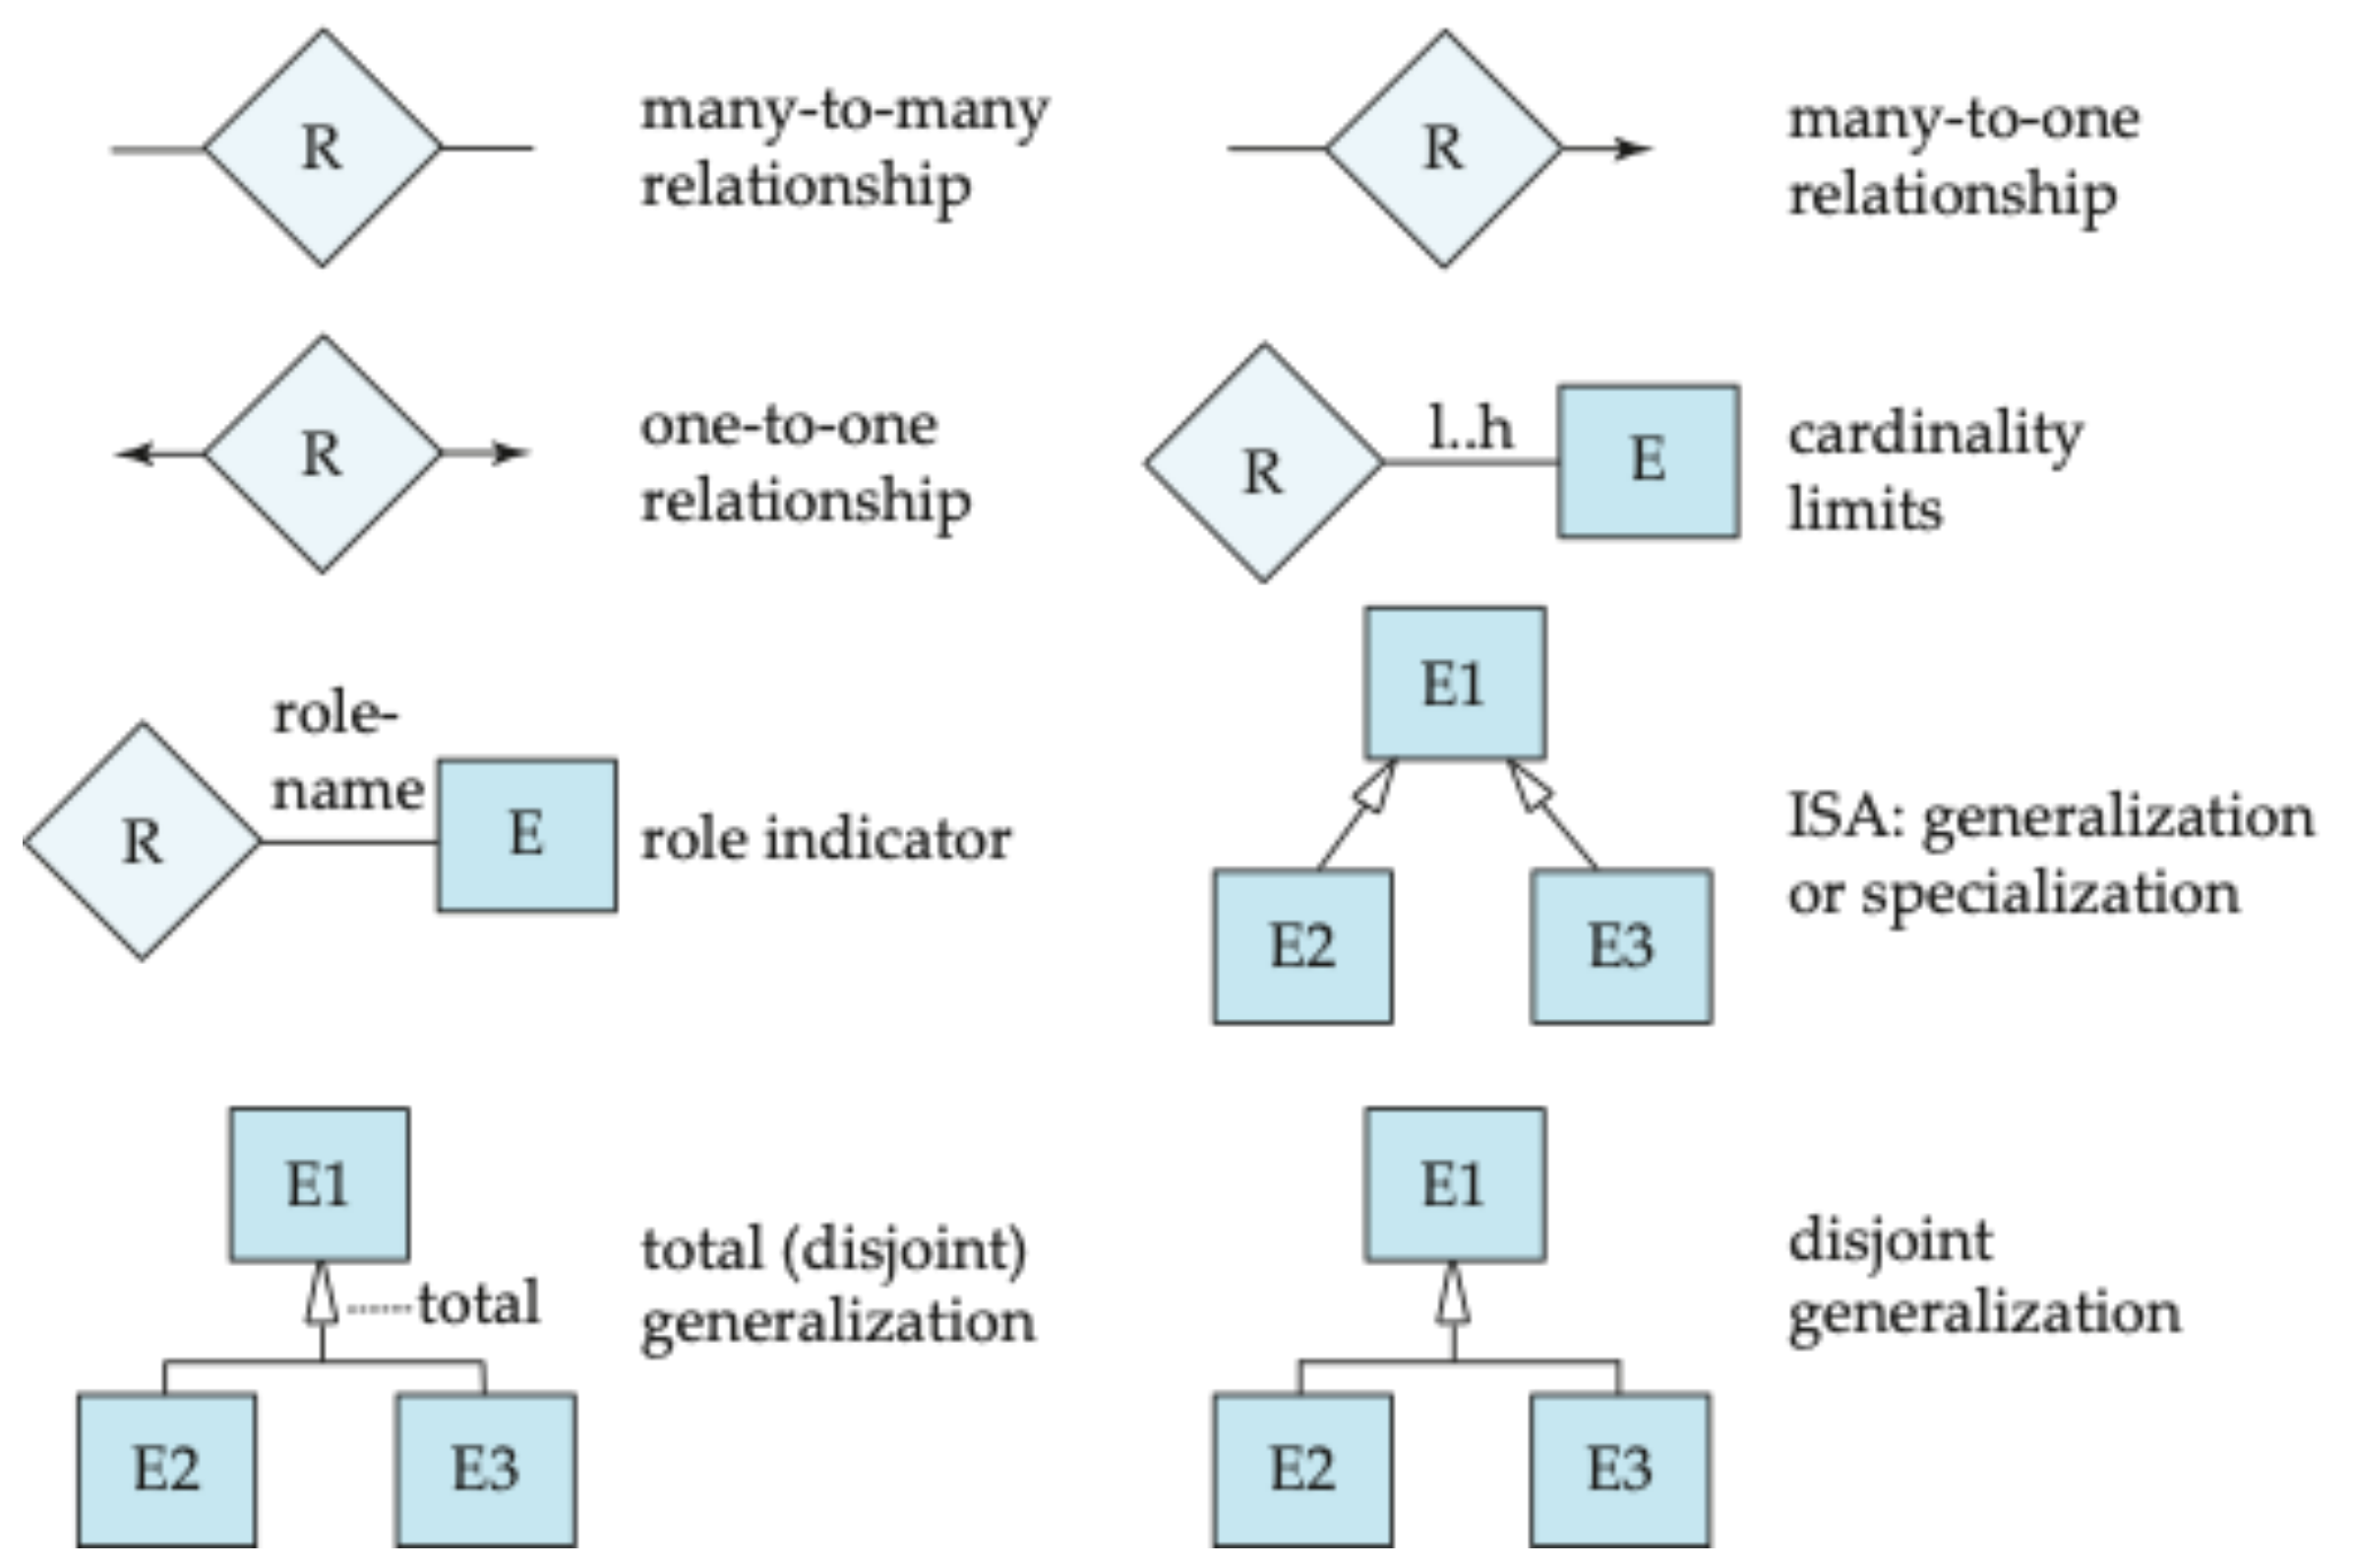 R
many-to-many
relationship
R
many-to-one
relationship
R
one-to-one
relationship
R
l..h
E
cardinality
limits
R
role-
name
E
role indicator
E1
E2
E3
ISA: generalization
or specialization
E1
total
E2
E3
total (disjoint)
generalization
E1
E2
E3
disjoint
generalization